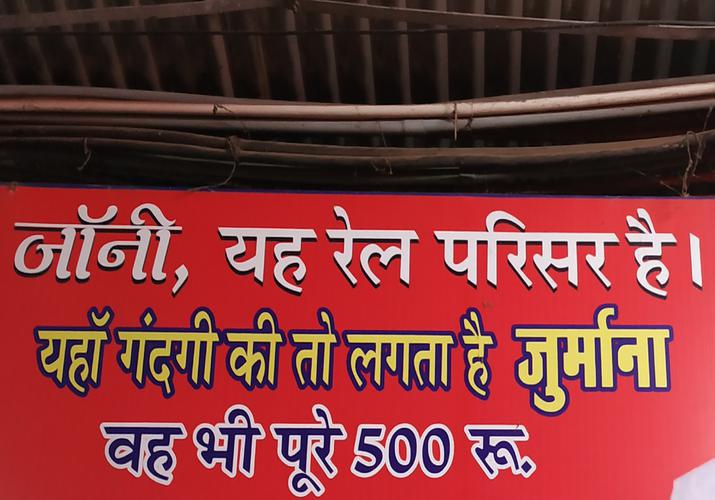 जॉनी, यह रेल परिसर है।
यहॉ गंदगी की तो लगता है जुर्माना
वह भी पूरे 500 रू.